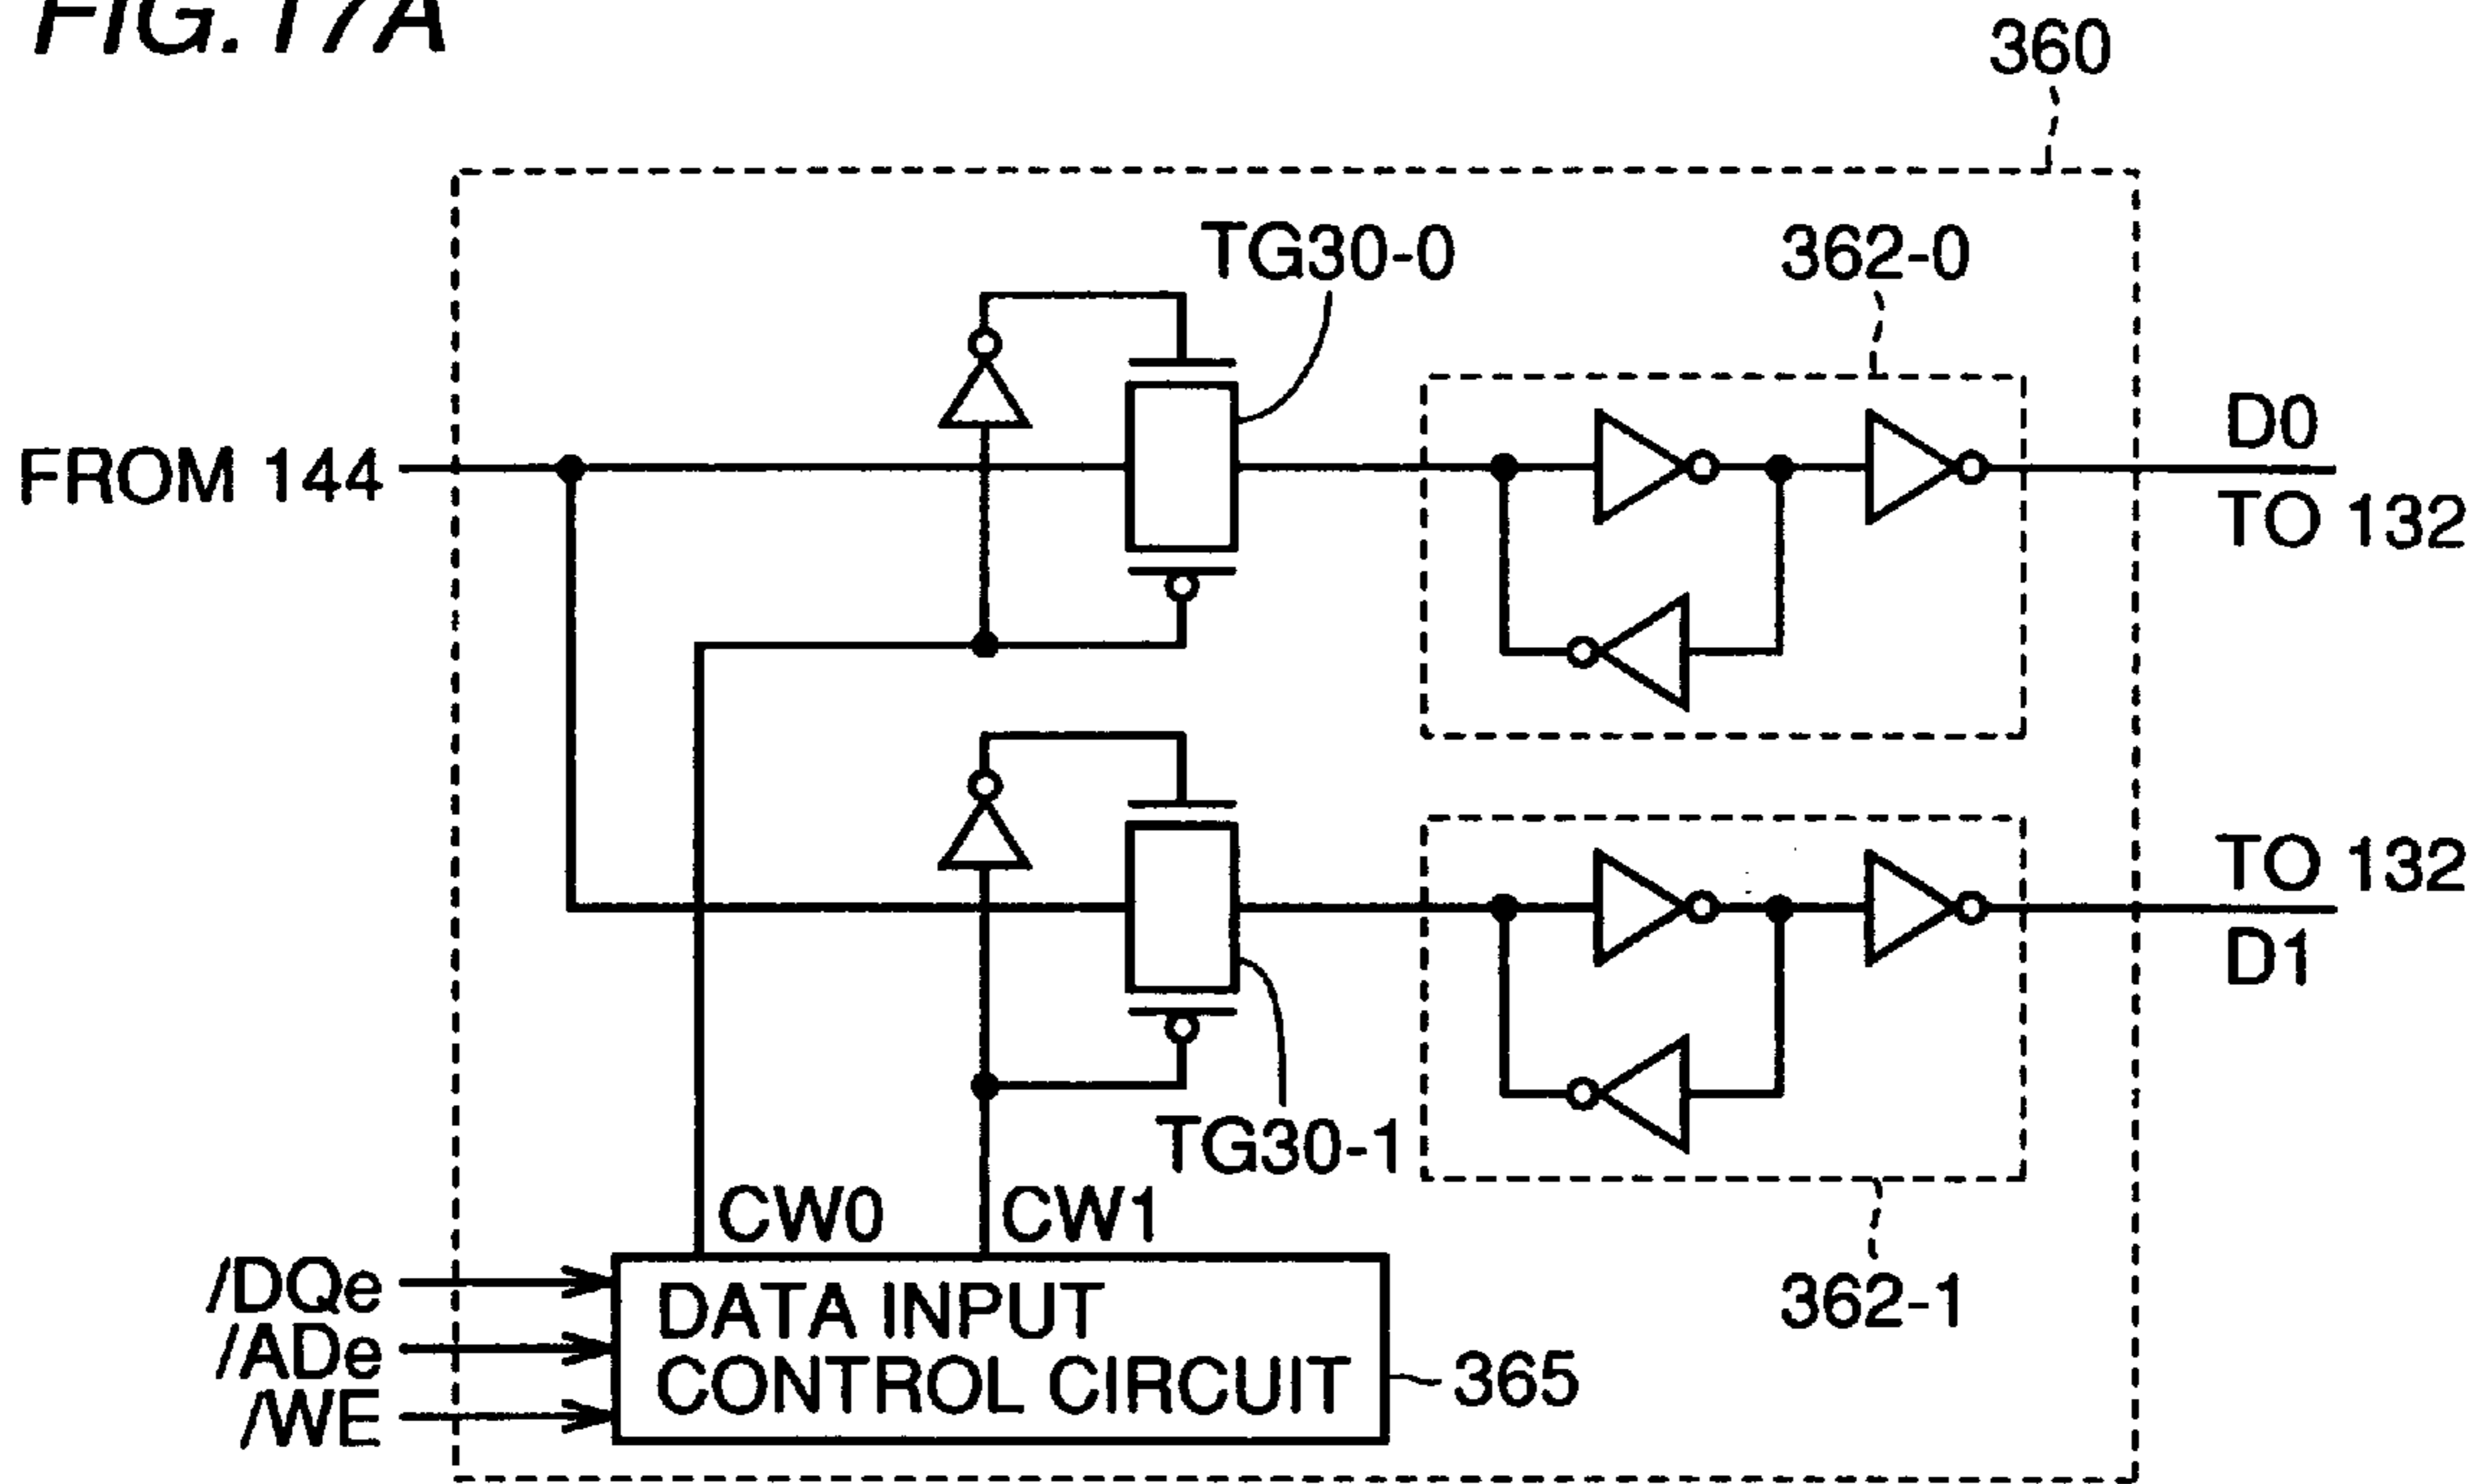 FIG.17A
360
TG30-0
362-0
FROM 144
D0
TO 132
TO 132
D1
TG30-1
CW0
CW1
362-1
/DQe
/ADe
/WE
DATA INPUT
CONTROL CIRCUIT
365